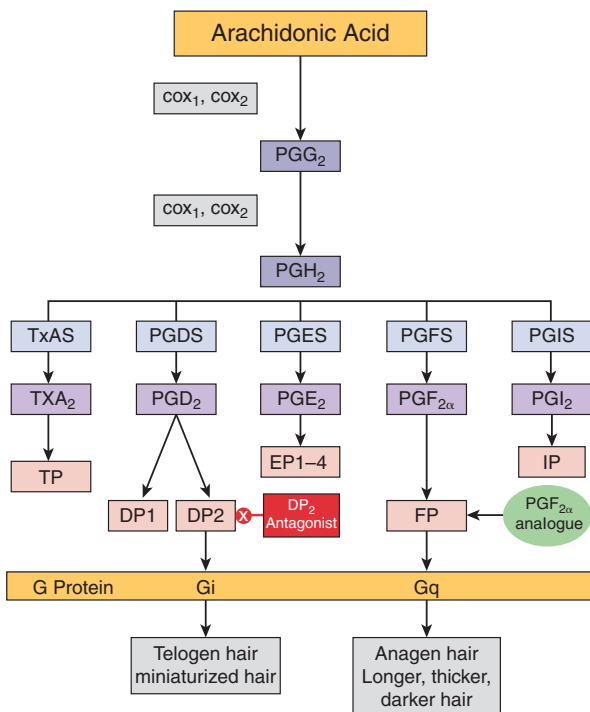 Arachidonic Acid
cox₁, cox₂
PGG₂
cox₁, cox₂
PGH₂
TxAS PGDS PGES PGFS PGIS
TXA₂ PGD₂ PGE₂ PGF₂α PGI₂
TP EP1–4 IP
DP1 DP2 X DP₂ Antagonist FP PGF₂α analogue
G Protein Gi Gq
Telogen hair
miniaturized hair
Anagen hair
Longer, thicker,
darker hair